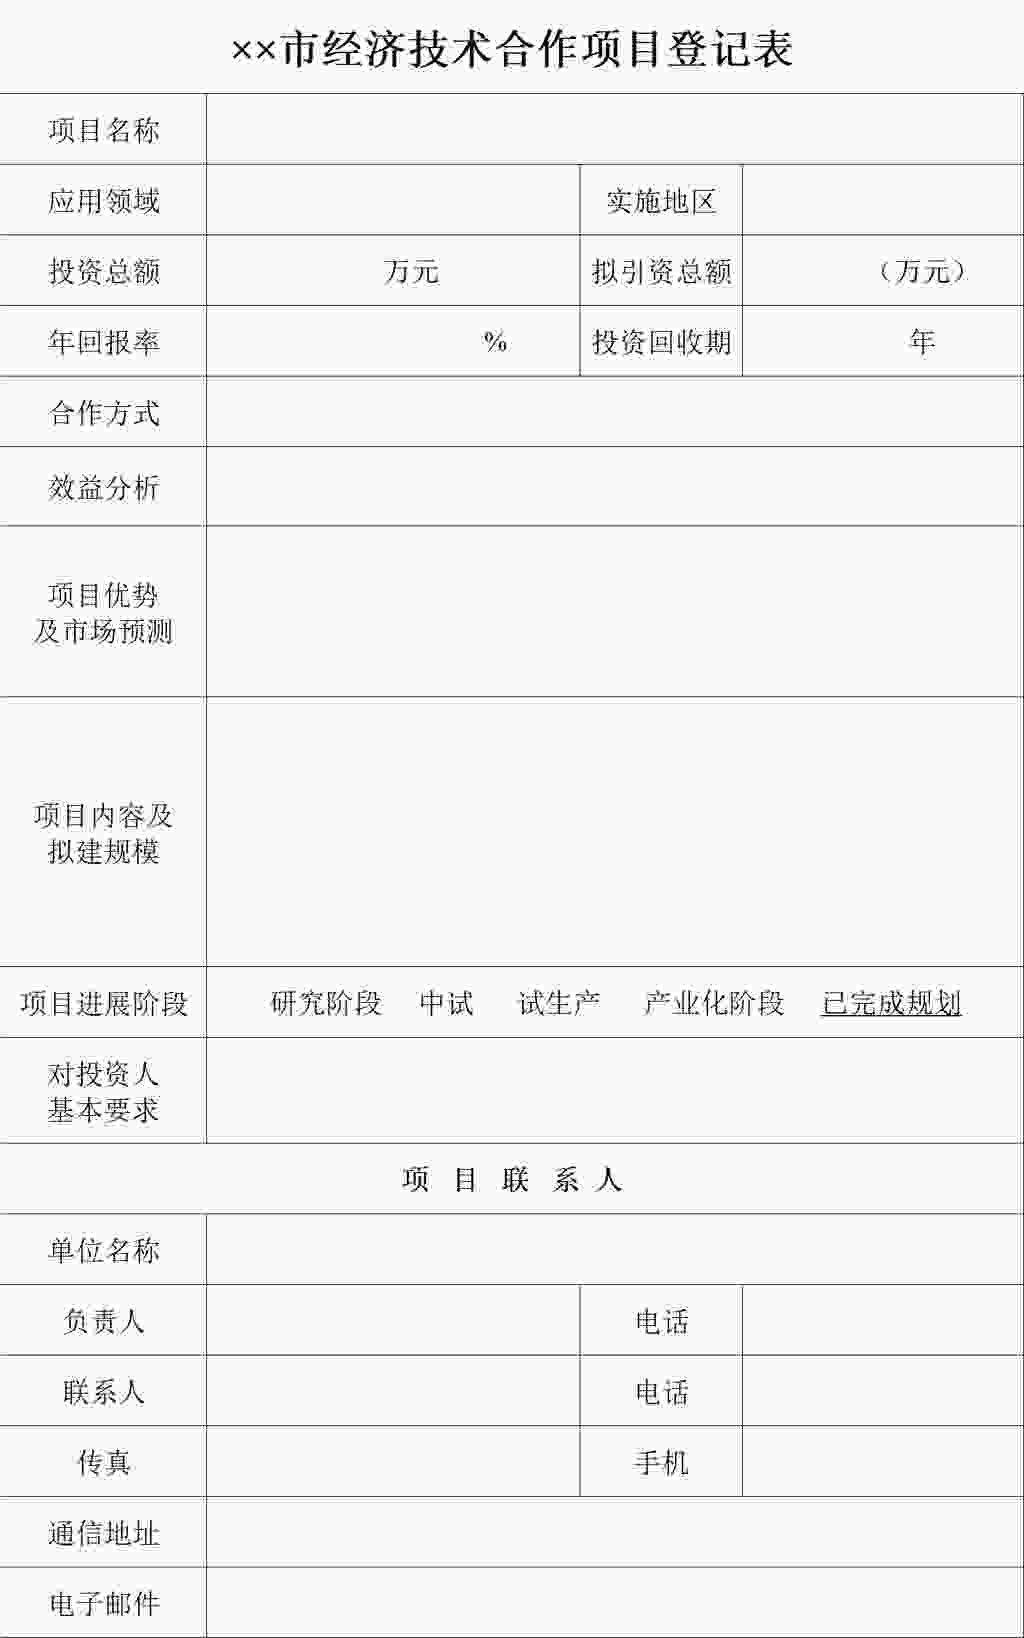 ××市经济技术合作项目登记表
项目名称
应用领域 实施地区
投资总额 万元 拟引资总额 （万元）
年回报率 % 投资回收期 年
合作方式
效益分析
项目优势
及市场预测
项目内容及
拟建规模
项目进展阶段 研究阶段 中试 试生产 产业化阶段 已完成规划
对投资人
基本要求
项 目 联 系 人
单位名称
负责人 电话
联系人 电话
传真 手机
通信地址
电子邮件